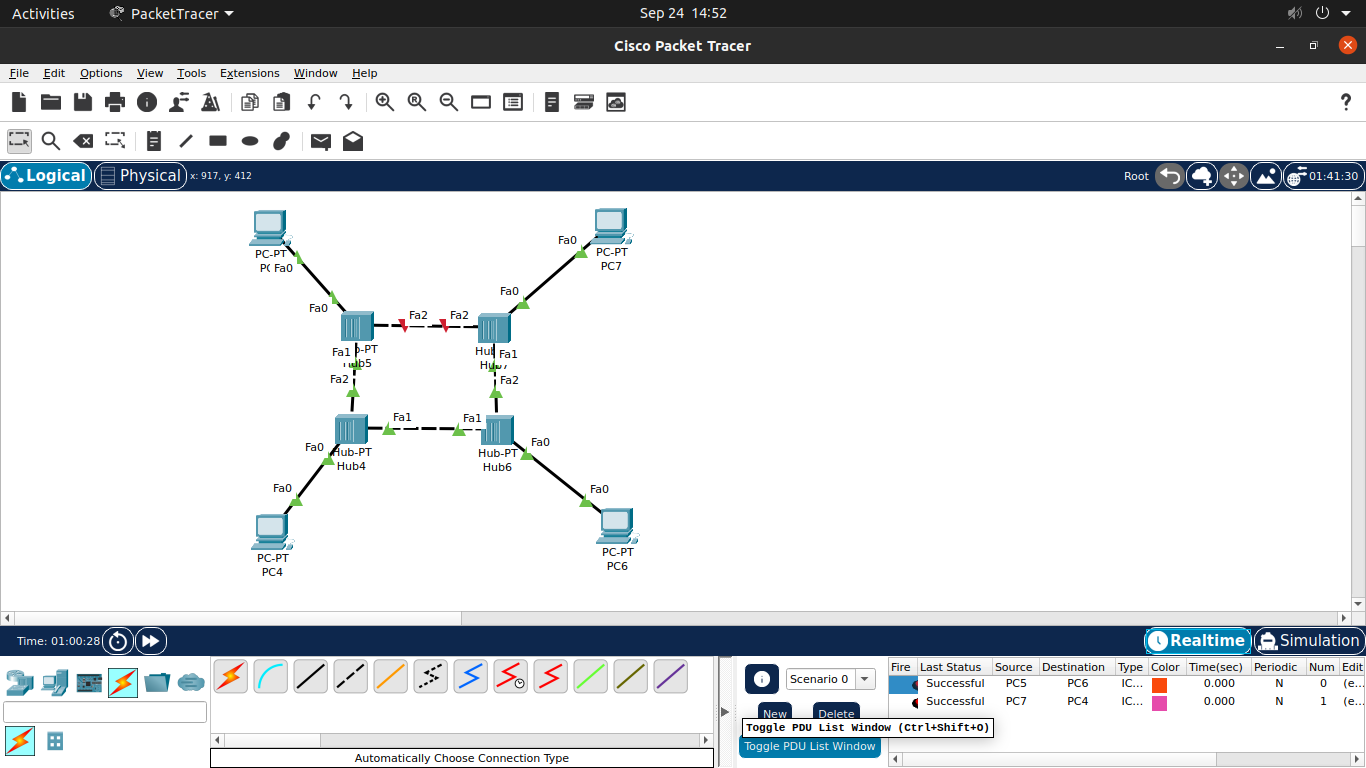 Activities PacketTracer Sep 24 14:52
Cisco Packet Tracer
File Edit Options View Tools Extensions Window Help
Logical Physical x: 917, y: 412 Root 01:41:30
PC-PT
Fa0
Fa0
PC-PT
PC7
Fa0
Fa0
Fa0
Fa2 Fa2
Fa1
Hub5
Fa1
Hub7
Fa2
Fa2
Fa1 Fa1
Fa0
Hub-PT
Hub4
Hub-PT
Hub6
Fa0
Fa0
Fa0
PC-PT
PC4
PC-PT
PC6
Time: 01:00:28 Realtime Simulation
Fire Last Status Source Destination Type Color Time(sec) Periodic Num Edit
Successful PC5 PC6 IC... 0.000 N 0 (e...
Successful PC7 PC4 IC... 0.000 N 1 (e...
Scenario 0
New Delete
Toggle PDU List Window (Ctrl+Shift+O)
Toggle PDU List Window
Automatically Choose Connection Type